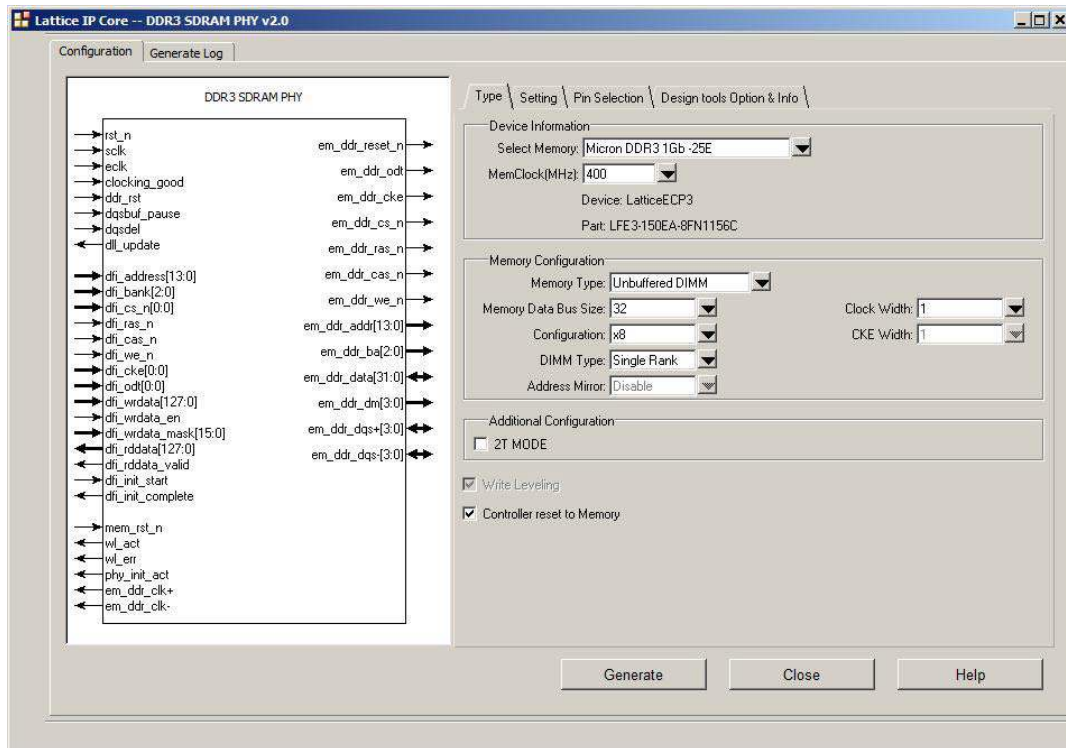 Lattice IP Core -- DDR3 SDRAM PHY v2.0
Configuration
Generate Log
DDR3 SDRAM PHY
rst_n
sclk
eclk
clocking_good
ddr_rst
dqsbuf_pause
dqsdel
dll_update
dfi_address[13:0]
dfi_bank[2:0]
dfi_cs_n[0:0]
dfi_ras_n
dfi_cas_n
dfi_we_n
dfi_cke[0:0]
dfi_odt[0:0]
dfi_wrdata[127:0]
dfi_wrdata_en
dfi_wrdata_mask[15:0]
dfi_rddata[127:0]
dfi_rddata_valid
dfi_init_start
dfi_init_complete
mem_rst_n
wl_act
wl_err
phy_init_act
em_ddr_clk+
em_ddr_clk-
em_ddr_reset_n
em_ddr_odt
em_ddr_cke
em_ddr_cs_n
em_ddr_ras_n
em_ddr_cas_n
em_ddr_we_n
em_ddr_addr[13:0]
em_ddr_ba[2:0]
em_ddr_data[31:0]
em_ddr_dm[3:0]
em_ddr_dqs+[3:0]
em_ddr_dqs-[3:0]
Type
Setting
Pin Selection
Design tools Option & Info
Device Information
Select Memory: Micron DDR3 1Gb -25E
MemClock(MHz): 400
Device: LatticeECP3
Part: LFE3-150EA-8FN1156C
Memory Configuration
Memory Type: Unbuffered DIMM
Memory Data Bus Size: 32 Clock Width: 1
Configuration: x8 CKE Width: 1
DIMM Type: Single Rank
Address Mirror: Disable
Additional Configuration
2T MODE
Write Leveling
Controller reset to Memory
Generate
Close
Help